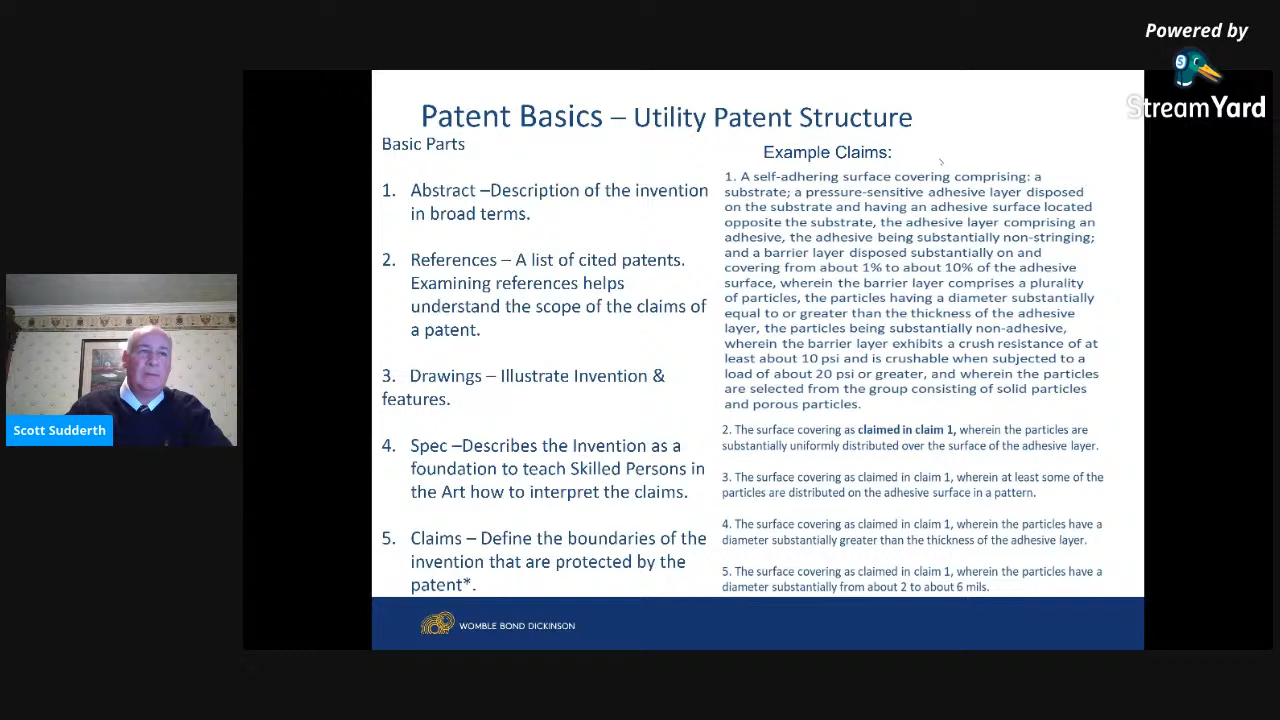 Powered by
StreamYard
Patent Basics – Utility Patent Structure
Basic Parts
1. Abstract –Description of the invention
in broad terms.
2. References – A list of cited patents.
Examining references helps
understand the scope of the claims of
a patent.
3. Drawings – Illustrate Invention &
features.
4. Spec –Describes the Invention as a
foundation to teach Skilled Persons in
the Art how to interpret the claims.
5. Claims – Define the boundaries of the
invention that are protected by the
patent*.
Example Claims:
1. A self-adhering surface covering comprising: a
substrate; a pressure-sensitive adhesive layer disposed
on the substrate and having an adhesive surface located
opposite the substrate, the adhesive layer comprising an
adhesive, the adhesive being substantially non-stringing;
and a barrier layer disposed substantially on and
covering from about 1% to about 10% of the adhesive
surface, wherein the barrier layer comprises a plurality
of particles, the particles having a diameter substantially
equal to or greater than the thickness of the adhesive
layer, the particles being substantially non-adhesive,
wherein the barrier layer exhibits a crush resistance of at
least about 10 psi and is crushable when subjected to a
load of about 20 psi or greater, and wherein the particles
are selected from the group consisting of solid particles
and porous particles.
2. The surface covering as claimed in claim 1, wherein the particles are
substantially uniformly distributed over the surface of the adhesive layer.
3. The surface covering as claimed in claim 1, wherein at least some of the
particles are distributed on the adhesive surface in a pattern.
4. The surface covering as claimed in claim 1, wherein the particles have a
diameter substantially greater than the thickness of the adhesive layer.
5. The surface covering as claimed in claim 1, wherein the particles have a
diameter substantially from about 2 to about 6 mils.
Scott Sudderth
WOMBLE BOND DICKINSON